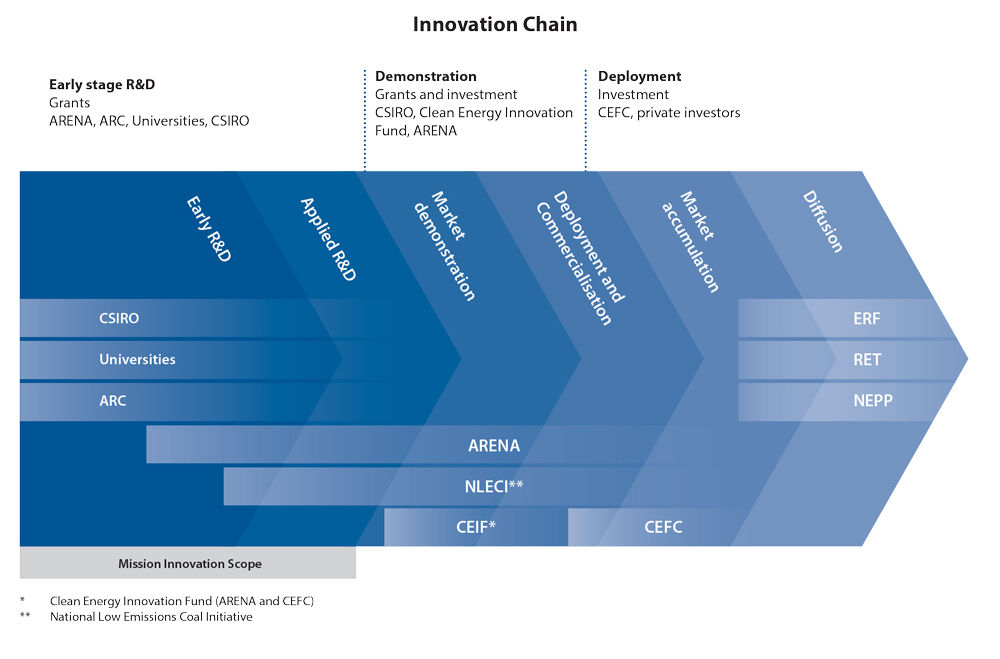 Innovation Chain
Early stage R&D
Grants
ARENA, ARC, Universities, CSIRO
Demonstration
Grants and investment
CSIRO, Clean Energy Innovation
Fund, ARENA
Deployment
Investment
CEFC, private investors
Early R&D
Applied R&D
Market
demonstration
Deployment and
Commercialisation
Market
accumulation
Diffusion
CSIRO
ERF
Universities
RET
ARC
NEPP
ARENA
NLECI**
CEIF*
CEFC
Mission Innovation Scope
* Clean Energy Innovation Fund (ARENA and CEFC)
** National Low Emissions Coal Initiative